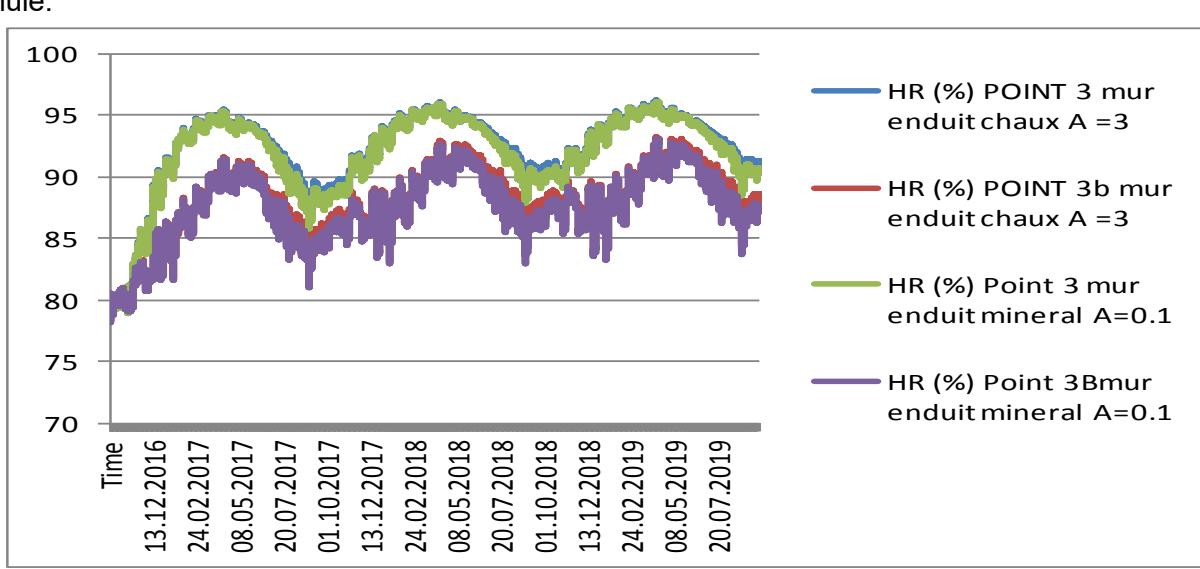 100
95
90
85
80
75
70
Time
13.12.2016
24.02.2017
08.05.2017
20.07.2017
01.10.2017
13.12.2017
24.02.2018
08.05.2018
20.07.2018
01.10.2018
13.12.2018
24.02.2019
08.05.2019
20.07.2019
HR (%) POINT 3 mur
enduit chaux A =3
HR (%) POINT 3b mur
enduit chaux A =3
HR (%) Point 3 mur
enduit mineral A=0.1
HR (%) Point 3Bmur
enduit mineral A=0.1